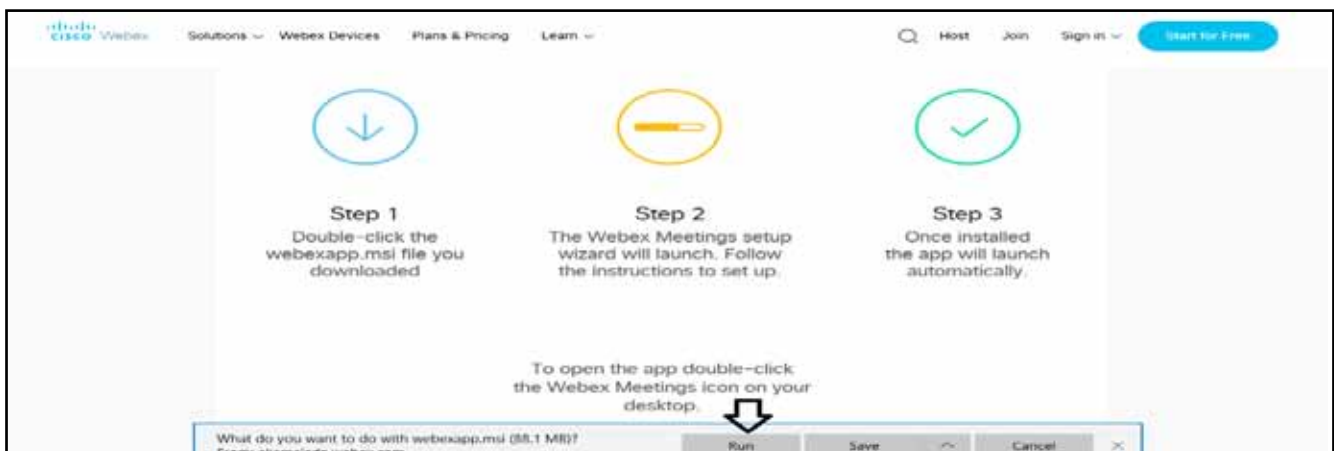 cisco Webex Solutions Webex Devices Plans & Pricing Learn Host Join Sign in Start for Free
Step 1
Double-click the
webexapp.msi file you
downloaded
Step 2
The Webex Meetings setup
wizard will launch. Follow
the instructions to set up.
Step 3
Once installed
the app will launch
automatically.
To open the app double-click
the Webex Meetings icon on your
desktop.
What do you want to do with webexapp.msi (88.1 MB)?
Run Save Cancel